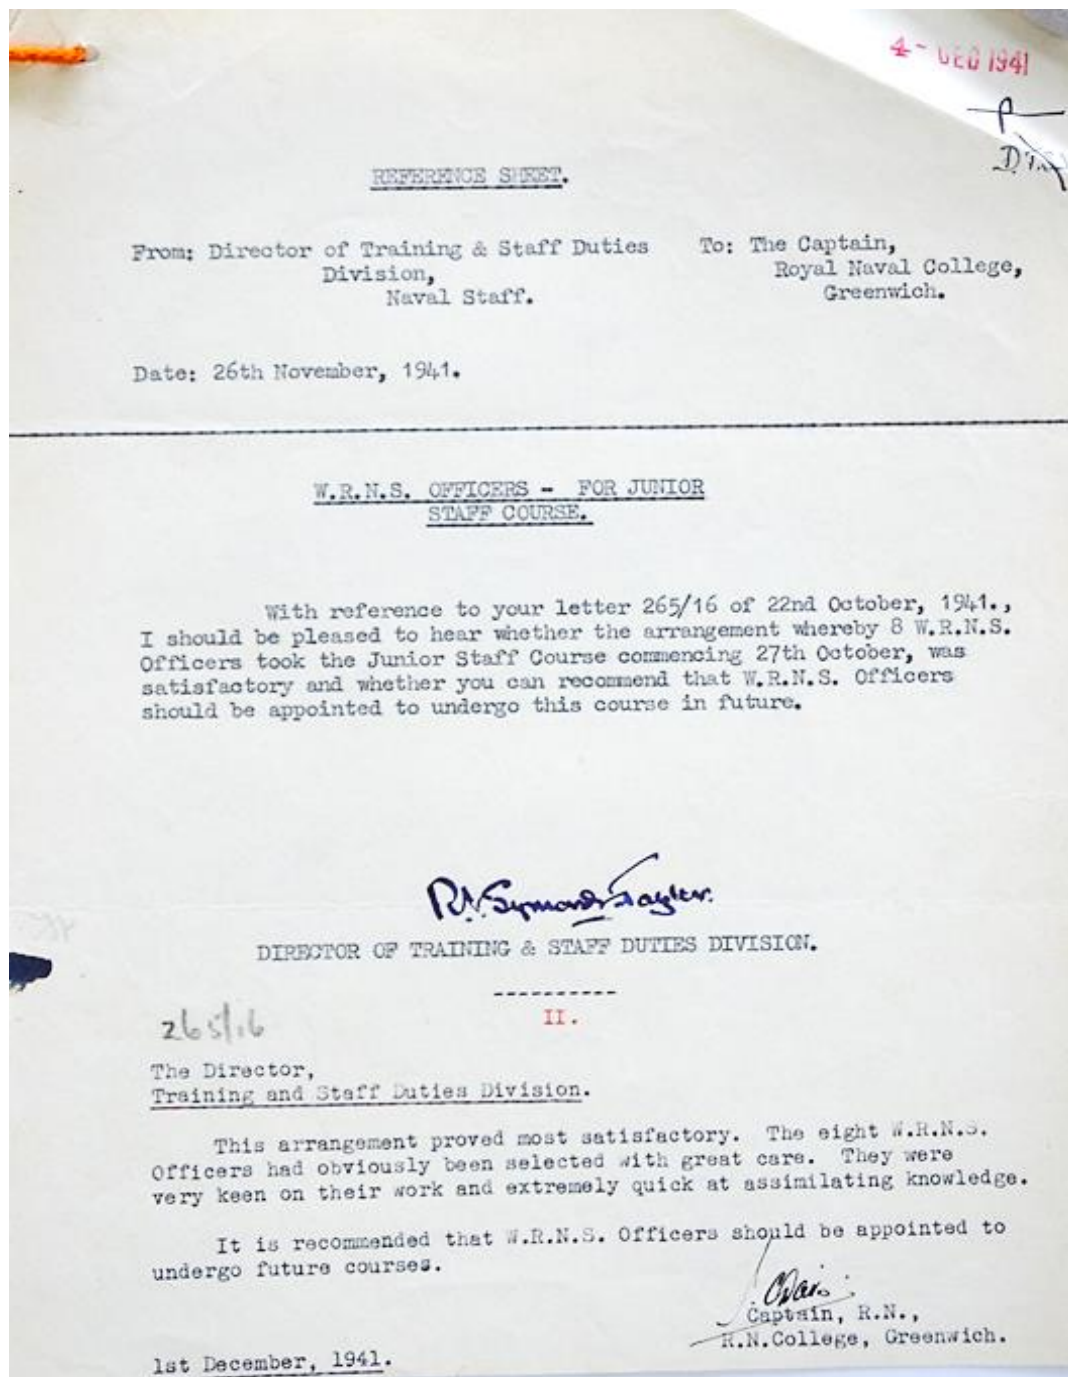 4 - DEC 1941
REFERENCE SHEET.
From: Director of Training & Staff Duties
Division,
Naval Staff.
To: The Captain,
Royal Naval College,
Greenwich.
Date: 26th November, 1941.
W.R.N.S. OFFICERS - FOR JUNIOR
STAFF COURSE.
With reference to your letter 265/16 of 22nd October, 1941.,
I should be pleased to hear whether the arrangement whereby 8 W.R.N.S.
Officers took the Junior Staff Course commencing 27th October, was
satisfactory and whether you can recommend that W.R.N.S. Officers
should be appointed to undergo this course in future.
DIRECTOR OF TRAINING & STAFF DUTIES DIVISION.
----------
II.
265/16
The Director,
Training and Staff Duties Division.
This arrangement proved most satisfactory. The eight W.R.N.S.
Officers had obviously been selected with great care. They were
very keen on their work and extremely quick at assimilating knowledge.
It is recommended that W.R.N.S. Officers should be appointed to
undergo future courses.
Captain, R.N.,
R.N.College, Greenwich.
1st December, 1941.